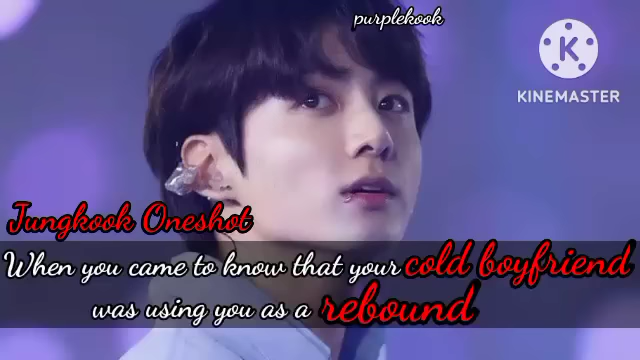 purplekook
KINEMASTER
Jungkook Oneshot
When you came to know that your cold boyfriend
was using you as a rebound